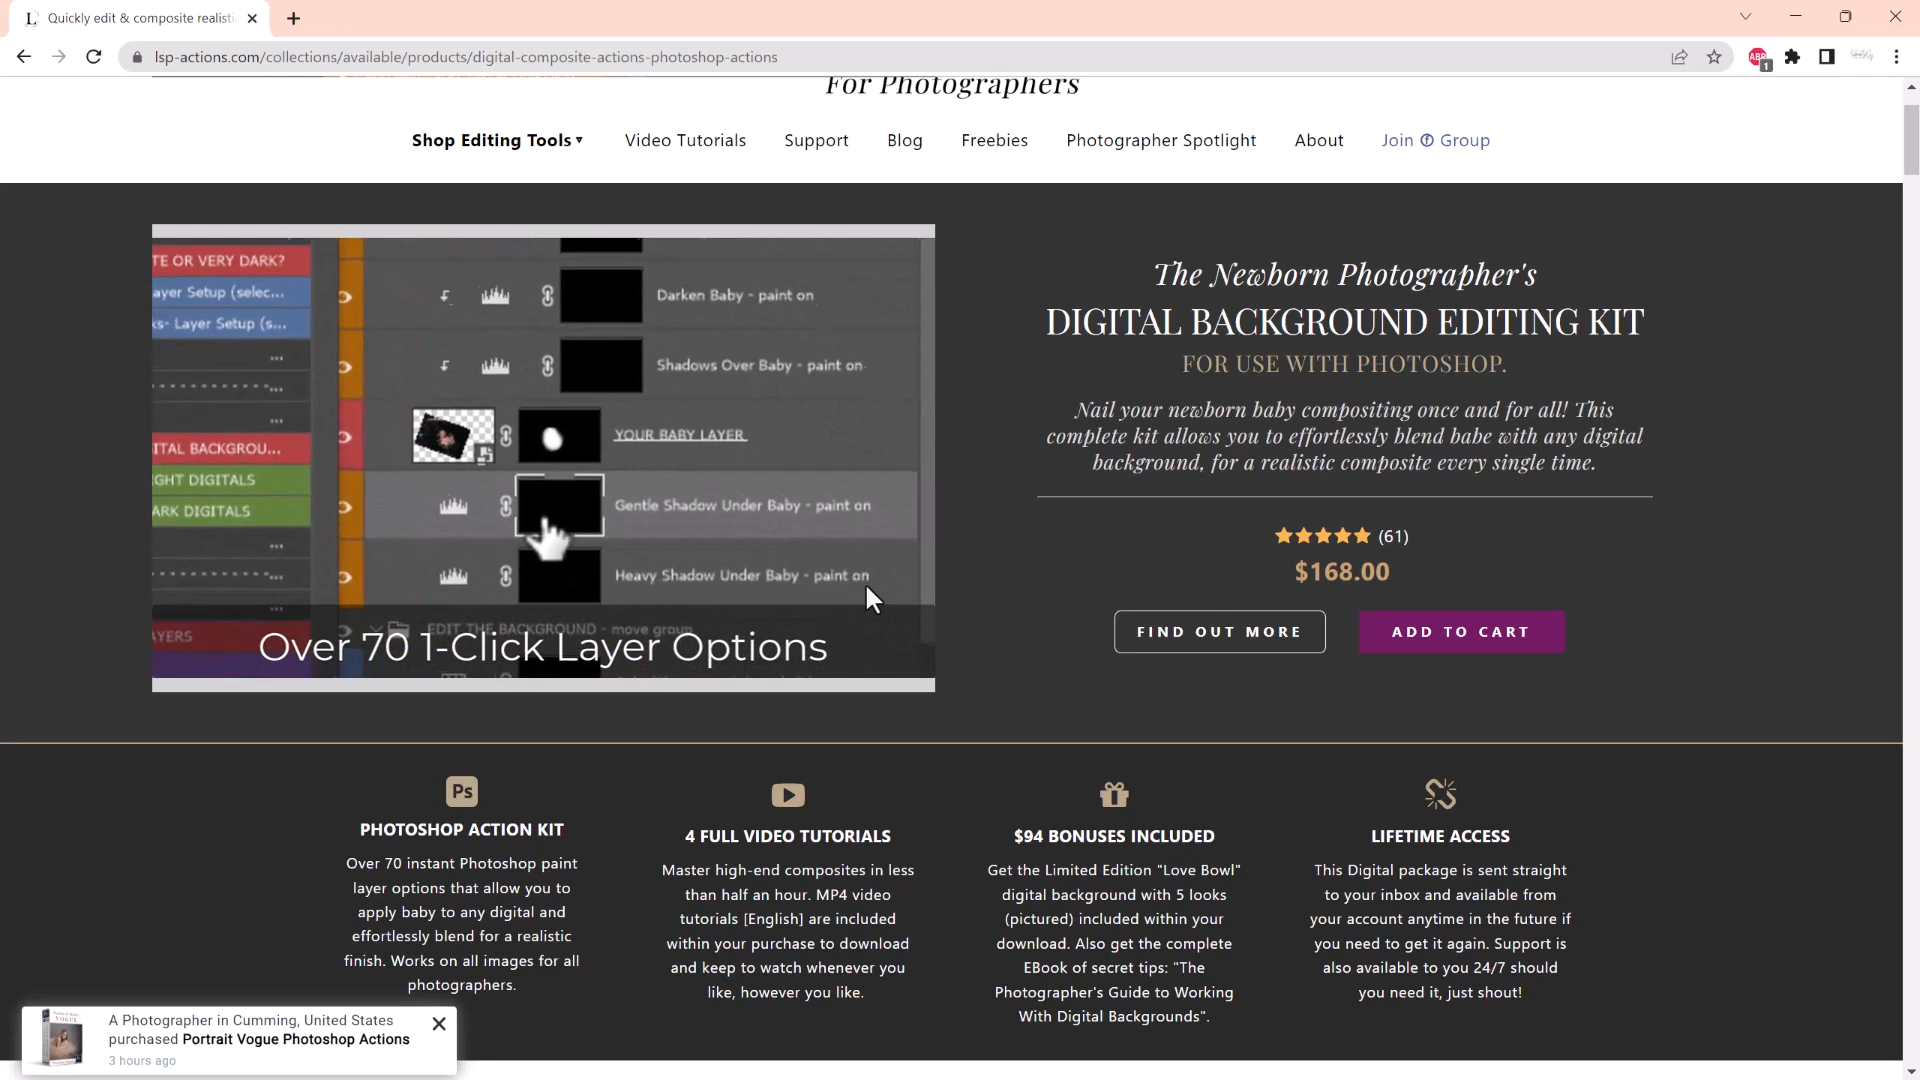 Quickly edit & composite realisti
lsp-actions.com/collections/available/products/digital-composite-actions-photoshop-actions
ABP
1
For Photographers
Shop Editing Tools ▾
Video Tutorials
Support
Blog
Freebies
Photographer Spotlight
About
Join Group
TE OR VERY DARK?
ayer Setup (selec...
ks- Layer Setup (s...
...
...
...
ITAL BACKGROU...
GHT DIGITALS
ARK DIGITALS
...
...
AYERS
Darken Baby - paint on
Shadows Over Baby - paint on
YOUR BABY LAYER
Gentle Shadow Under Baby - paint on
Heavy Shadow Under Baby - paint on
EDIT THE BACKGROUND - move group
Over 70 1-Click Layer Options
The Newborn Photographer's
DIGITAL BACKGROUND EDITING KIT
FOR USE WITH PHOTOSHOP.
Nail your newborn baby compositing once and for all! This
complete kit allows you to effortlessly blend babe with any digital
background, for a realistic composite every single time.
(61)
$168.00
FIND OUT MORE
ADD TO CART
Ps
PHOTOSHOP ACTION KIT
Over 70 instant Photoshop paint
layer options that allow you to
apply baby to any digital and
effortlessly blend for a realistic
finish. Works on all images for all
photographers.
4 FULL VIDEO TUTORIALS
Master high-end composites in less
than half an hour. MP4 video
tutorials [English] are included
within your purchase to download
and keep to watch whenever you
like, however you like.
$94 BONUSES INCLUDED
Get the Limited Edition "Love Bowl"
digital background with 5 looks
(pictured) included within your
download. Also get the complete
EBook of secret tips: "The
Photographer's Guide to Working
With Digital Backgrounds".
LIFETIME ACCESS
This Digital package is sent straight
to your inbox and available from
your account anytime in the future if
you need to get it again. Support is
also available to you 24/7 should
you need it, just shout!
VOGUE
A Photographer in Cumming, United States
purchased Portrait Vogue Photoshop Actions
3 hours ago